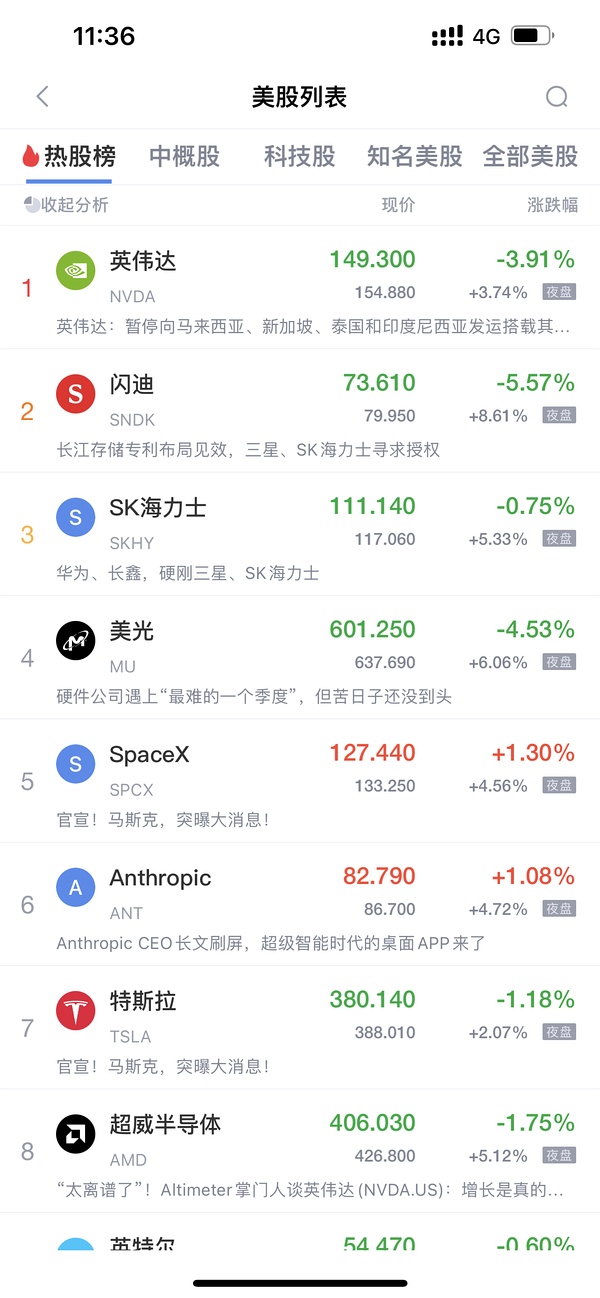 11:36 4G
美股列表
热股榜 中概股 科技股 知名美股 全部美股
收起分析 现价 涨跌幅
英伟达 149.300 -3.91%
1
NVDA 154.880 +3.74% 夜盘
英伟达：暂停向马来西亚、新加坡、泰国和印度尼西亚发运搭载其...
闪迪 73.610 -5.57%
2
SNDK 79.950 +8.61% 夜盘
长江存储专利布局见效，三星、SK海力士寻求授权
SK海力士 111.140 -0.75%
3
SKHY 117.060 +5.33% 夜盘
华为、长鑫，硬刚三星、SK海力士
美光 601.250 -4.53%
4
MU 637.690 +6.06% 夜盘
硬件公司遇上“最难的一个季度”，但苦日子还没到头
SpaceX 127.440 +1.30%
5
SPCX 133.250 +4.56% 夜盘
官宣！马斯克，突曝大消息！
Anthropic 82.790 +1.08%
6
ANT 86.700 +4.72% 夜盘
Anthropic CEO长文刷屏，超级智能时代的桌面APP来了
特斯拉 380.140 -1.18%
7
TSLA 388.010 +2.07% 夜盘
官宣！马斯克，突曝大消息！
超威半导体 406.030 -1.75%
8
AMD 426.800 +5.12% 夜盘
“太离谱了”！Altimeter掌门人谈英伟达(NVDA.US)：增长是真的...
英特尔 54.470 -0.60%